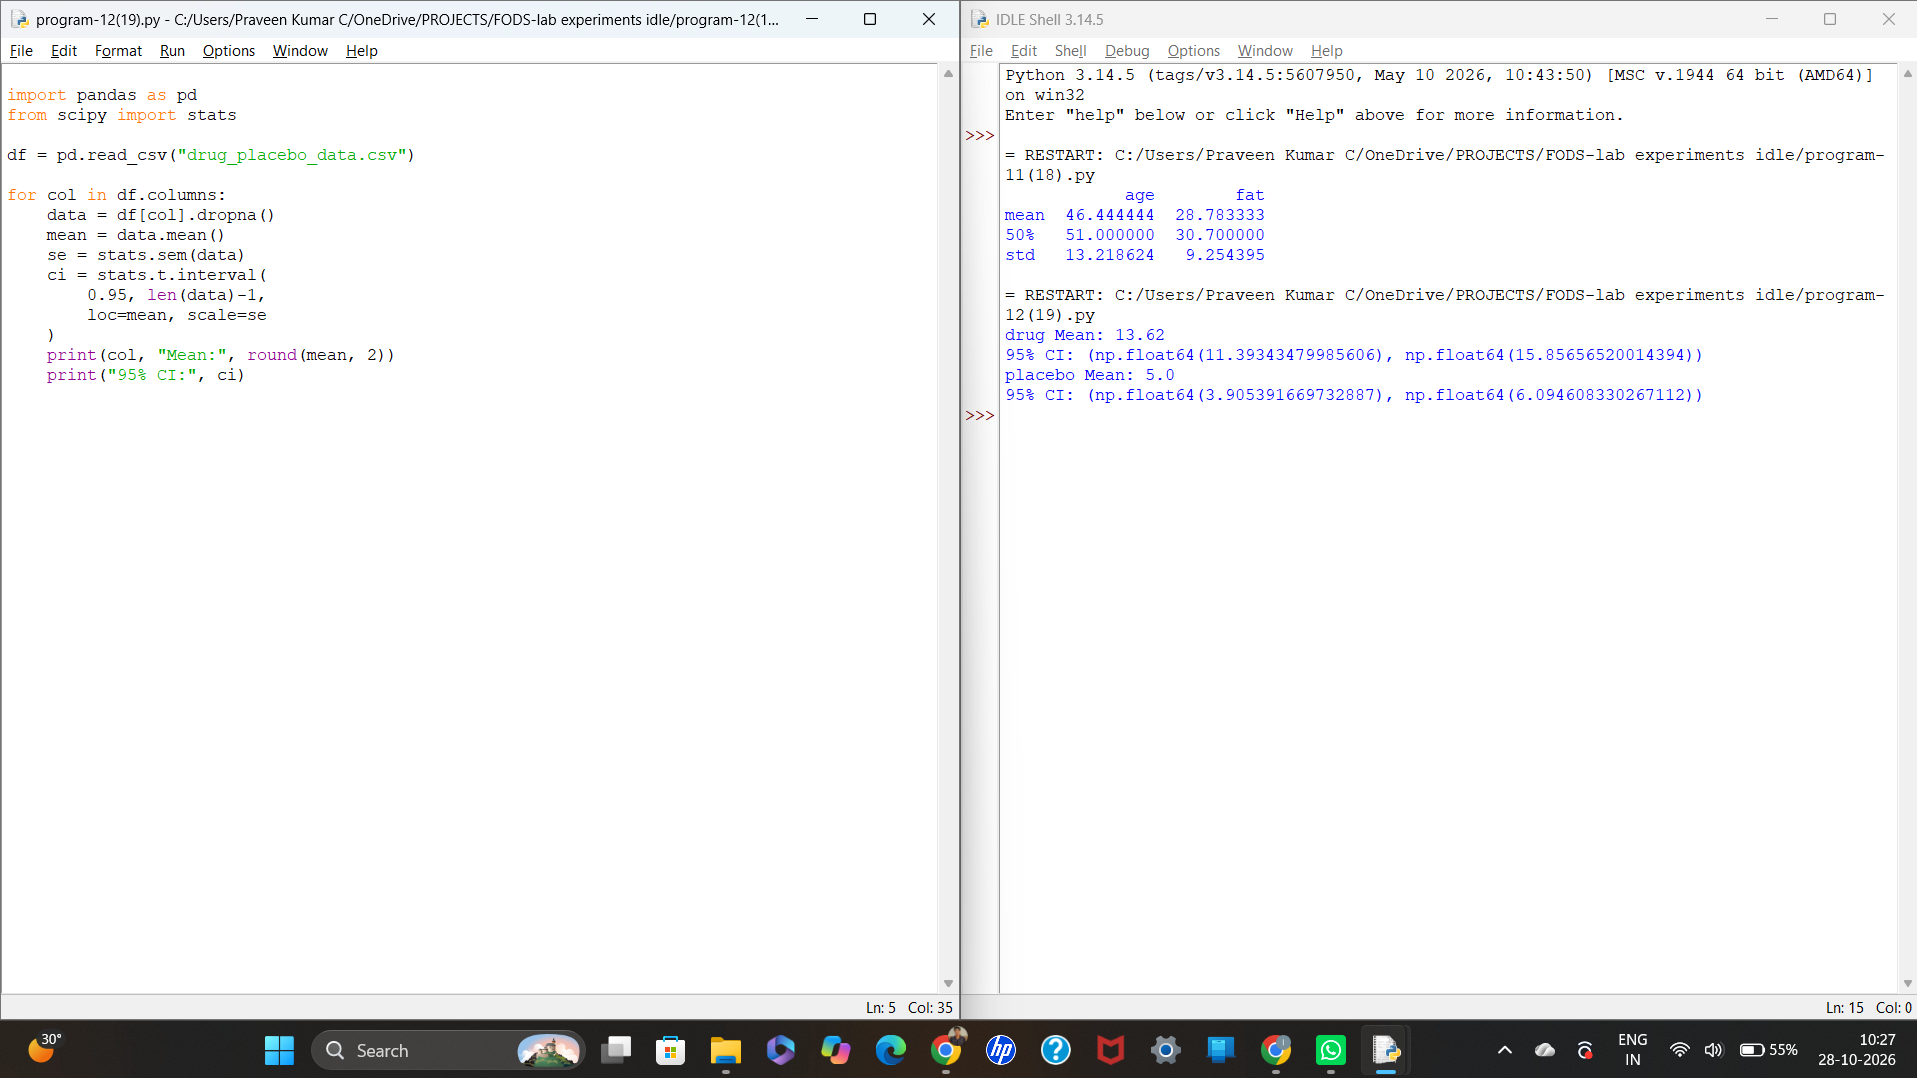 program-12(19).py - C:/Users/Praveen Kumar C/OneDrive/PROJECTS/FODS-lab experiments idle/program-12(1...
File Edit Format Run Options Window Help
import pandas as pd
from scipy import stats
df = pd.read_csv("drug_placebo_data.csv")
for col in df.columns:
    data = df[col].dropna()
    mean = data.mean()
    se = stats.sem(data)
    ci = stats.t.interval(
        0.95, len(data)-1,
        loc=mean, scale=se
    )
    print(col, "Mean:", round(mean, 2))
    print("95% CI:", ci)
Ln: 5 Col: 35
IDLE Shell 3.14.5
File Edit Shell Debug Options Window Help
Python 3.14.5 (tags/v3.14.5:5607950, May 10 2026, 10:43:50) [MSC v.1944 64 bit (AMD64)]
on win32
Enter "help" below or click "Help" above for more information.
>>>
= RESTART: C:/Users/Praveen Kumar C/OneDrive/PROJECTS/FODS-lab experiments idle/program-
11(18).py
            age        fat
mean  46.444444  28.783333
50%   51.000000  30.700000
std   13.218624   9.254395
= RESTART: C:/Users/Praveen Kumar C/OneDrive/PROJECTS/FODS-lab experiments idle/program-
12(19).py
drug Mean: 13.62
95% CI: (np.float64(11.39343479985606), np.float64(15.85656520014394))
placebo Mean: 5.0
95% CI: (np.float64(3.905391669732887), np.float64(6.094608330267112))
>>>
Ln: 15 Col: 0
30°
Search
hp
ENG
IN
55%
10:27
28-10-2026